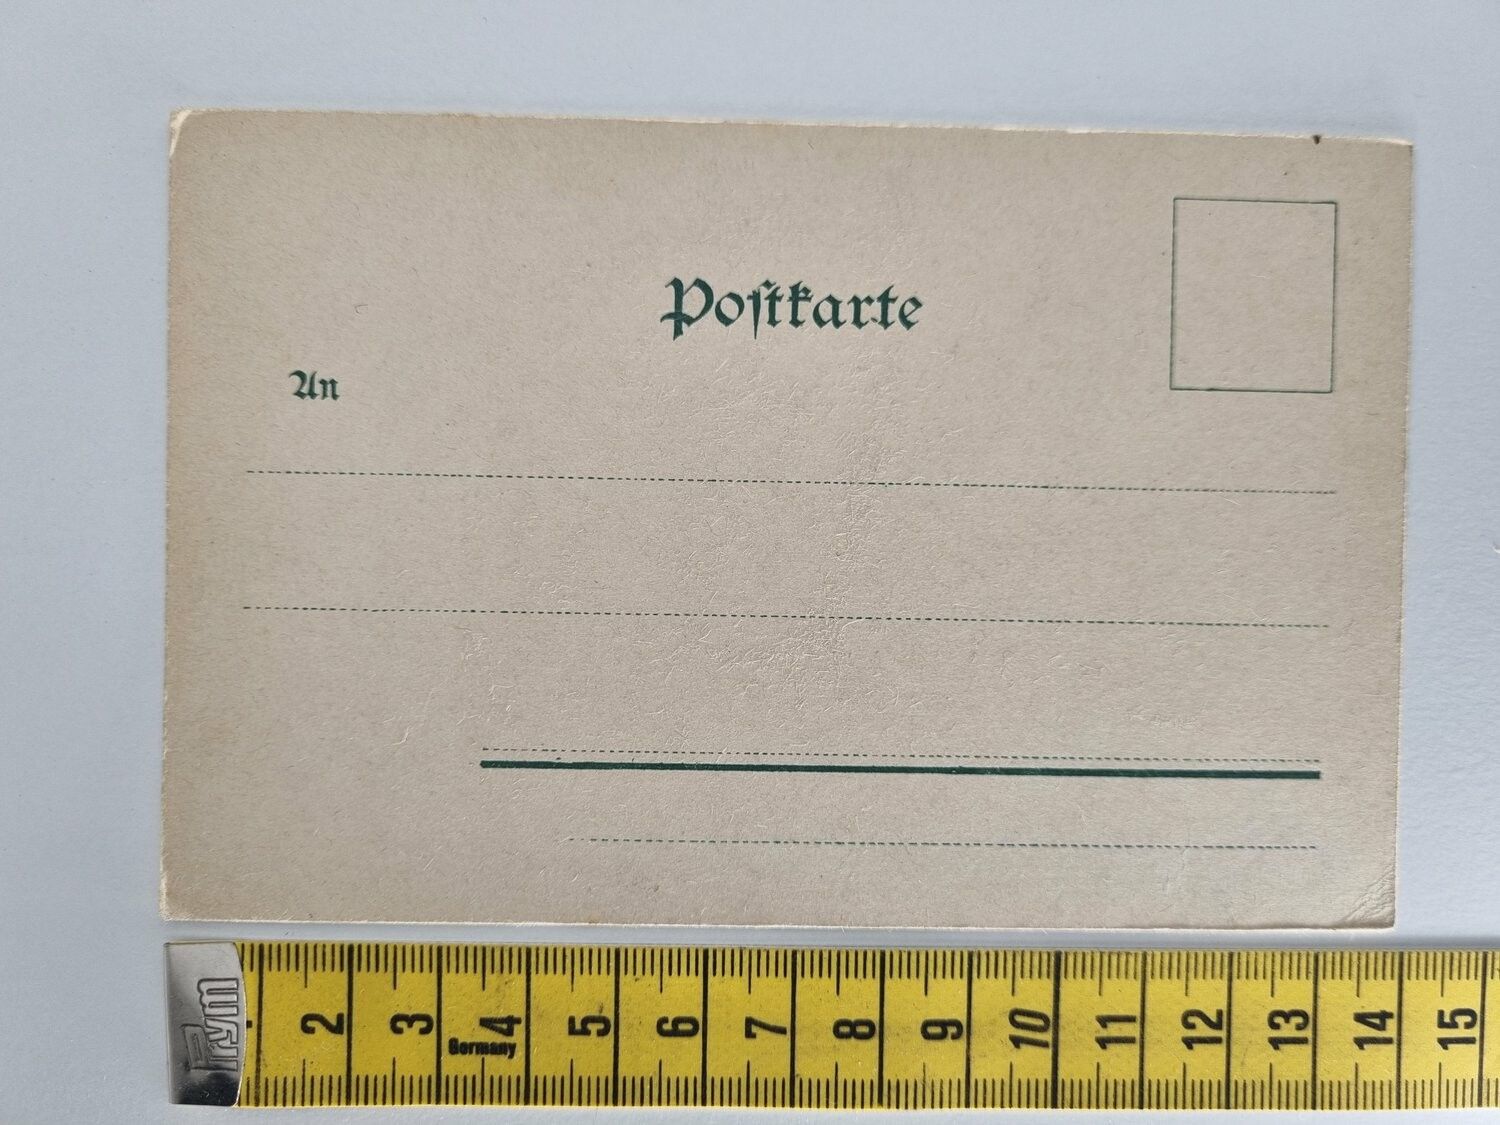 Poſtkarte
An
Prym 2 3 4 5 6 7 8 9 10 11 12 13 14 15
Germany